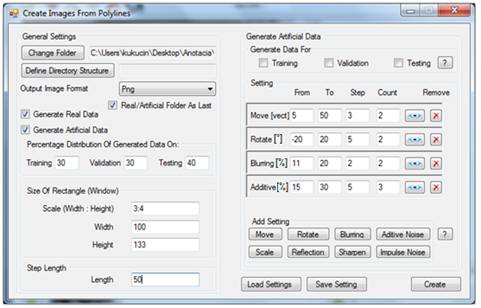 Create Images From Polylines
General Settings
Change Folder C:\Users\kukucin\Desktop\Anotacia\
Define Directory Structure
Output Image Format Png
Real/Artificial Folder As Last
Generate Real Data
Generate Artificial Data
Percentage Distribution Of Generated Data On:
Training 30 Validation 30 Testing 40
Size Of Rectangle (Window)
Scale (Width : Height) 3:4
Width 100
Height 133
Step Length
Length 50
Generate Artificial Data
Generate Data For
Training Validation Testing ?
Setting
From To Step Count Remove
Move [vect] 5 50 3 2 <-●-> X
Rotate [°] -20 20 5 2 <-●-> X
Blurring [%] 11 20 2 2 <-●-> X
Additive [%] 15 30 5 3 <-●-> X
Add Setting
Move Rotate Blurring Aditive Noise ?
Scale Reflection Sharpen Impulse Noise
Load Settings Save Setting Create